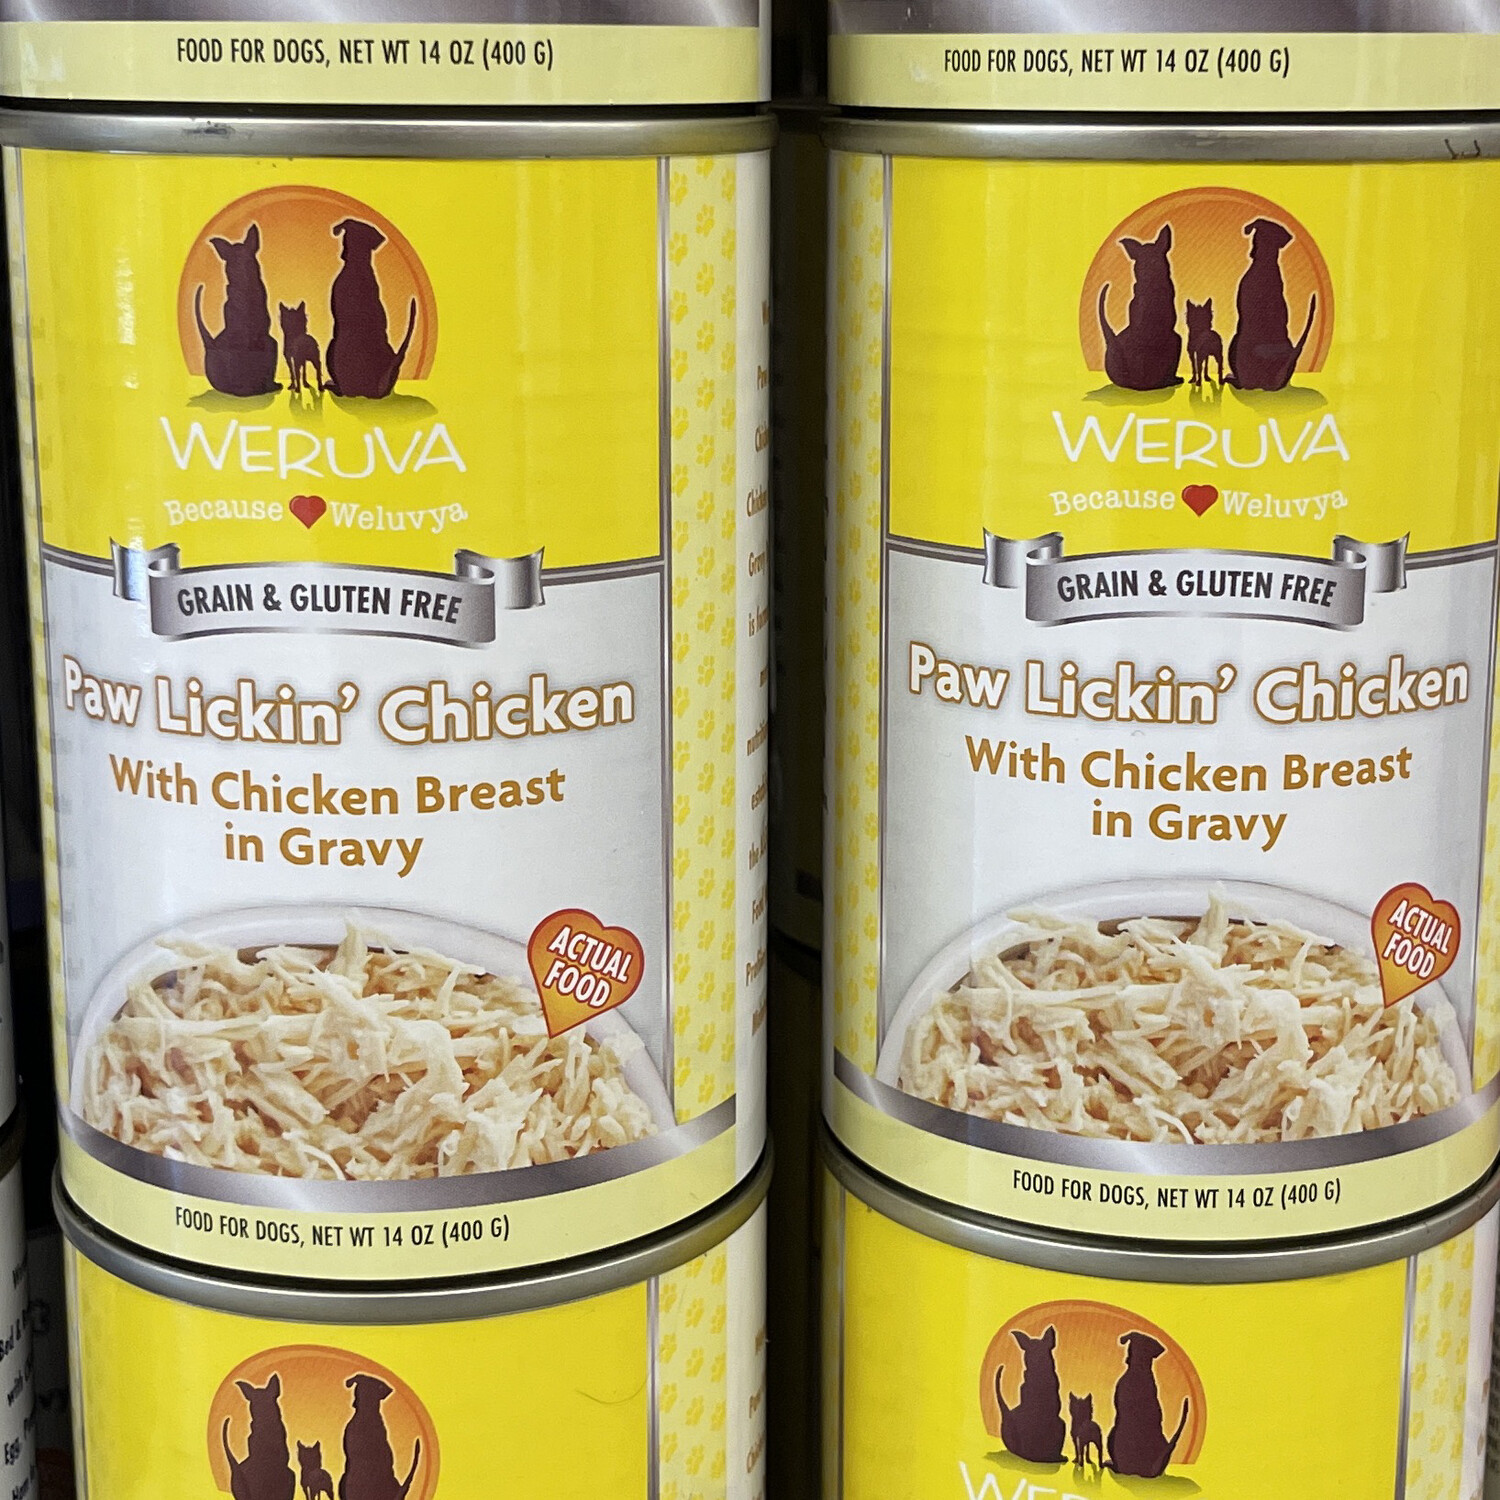 FOOD FOR DOGS, NET WT 14 OZ (400 G)
WERUVA
Because Weluvya
GRAIN & GLUTEN FREE
Paw Lickin' Chicken
With Chicken Breast
in Gravy
ACTUAL
FOOD
FOOD FOR DOGS, NET WT 14 OZ (400 G)
FOOD FOR DOGS, NET WT 14 OZ (400 G)
WERUVA
Because Weluvya
GRAIN & GLUTEN FREE
Paw Lickin' Chicken
With Chicken Breast
in Gravy
ACTUAL
FOOD
FOOD FOR DOGS, NET WT 14 OZ (400 G)